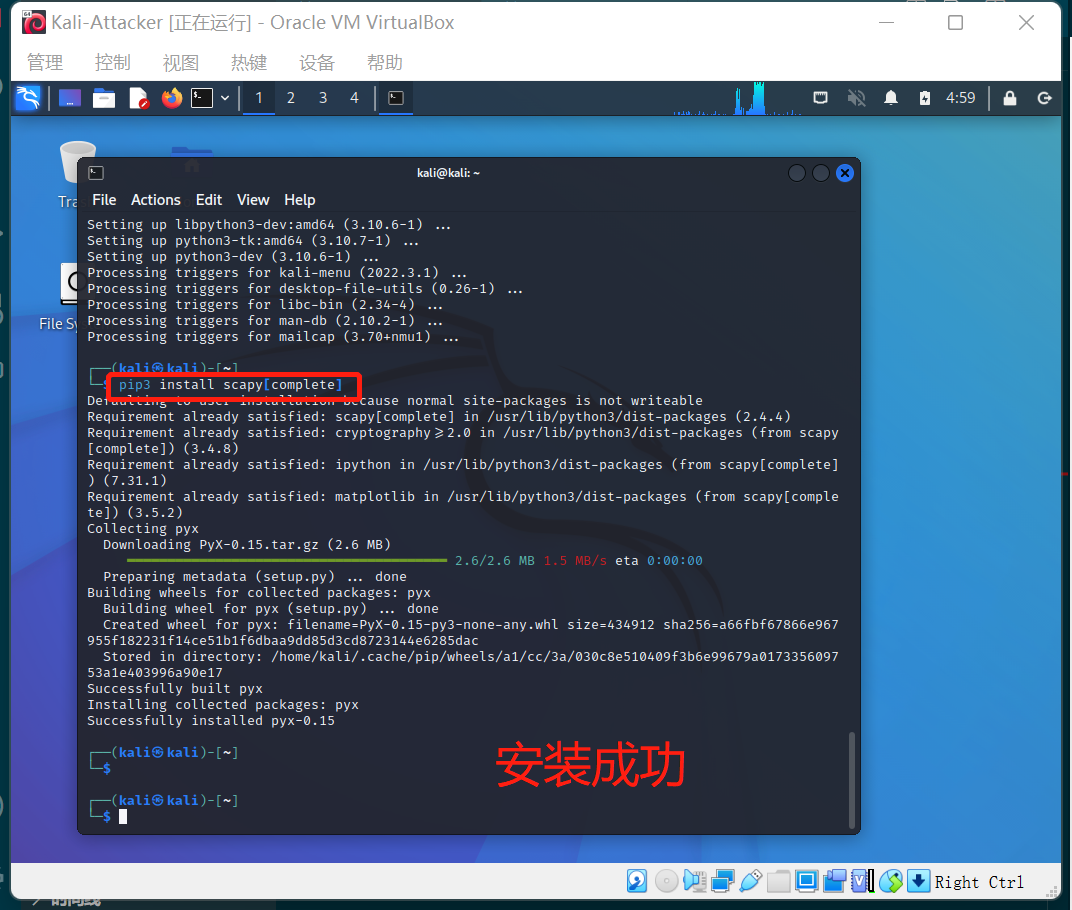 Kali-Attacker [正在运行] - Oracle VM VirtualBox
管理 控制 视图 热键 设备 帮助
1 2 3 4 4:59
kali@kali: ~
File Actions Edit View Help
Setting up libpython3-dev:amd64 (3.10.6-1) ...
Setting up python3-tk:amd64 (3.10.7-1) ...
Setting up python3-dev (3.10.6-1) ...
Processing triggers for kali-menu (2022.3.1) ...
Processing triggers for desktop-file-utils (0.26-1) ...
Processing triggers for libc-bin (2.34-4) ...
Processing triggers for man-db (2.10.2-1) ...
Processing triggers for mailcap (3.70+nmu1) ...
File Sy
┌──(kali㉿kali)-[~]
└─$ pip3 install scapy[complete]
Defaulting to user installation because normal site-packages is not writeable
Requirement already satisfied: scapy[complete] in /usr/lib/python3/dist-packages (2.4.4)
Requirement already satisfied: cryptography≥2.0 in /usr/lib/python3/dist-packages (from scapy
[complete]) (3.4.8)
Requirement already satisfied: ipython in /usr/lib/python3/dist-packages (from scapy[complete]
) (7.31.1)
Requirement already satisfied: matplotlib in /usr/lib/python3/dist-packages (from scapy[comple
te]) (3.5.2)
Collecting pyx
Downloading PyX-0.15.tar.gz (2.6 MB)
2.6/2.6 MB 1.5 MB/s eta 0:00:00
Preparing metadata (setup.py) ... done
Building wheels for collected packages: pyx
Building wheel for pyx (setup.py) ... done
Created wheel for pyx: filename=PyX-0.15-py3-none-any.whl size=434912 sha256=a66fbf67866e967
955f182231f14ce51b1f6dbaa9dd85d3cd8723144e6285dac
Stored in directory: /home/kali/.cache/pip/wheels/a1/cc/3a/030c8e510409f3b6e99679a0173356097
53a1e403996a90e17
Successfully built pyx
Installing collected packages: pyx
Successfully installed pyx-0.15
┌──(kali㉿kali)-[~]
└─$
安装成功
┌──(kali㉿kali)-[~]
└─$
Right Ctrl